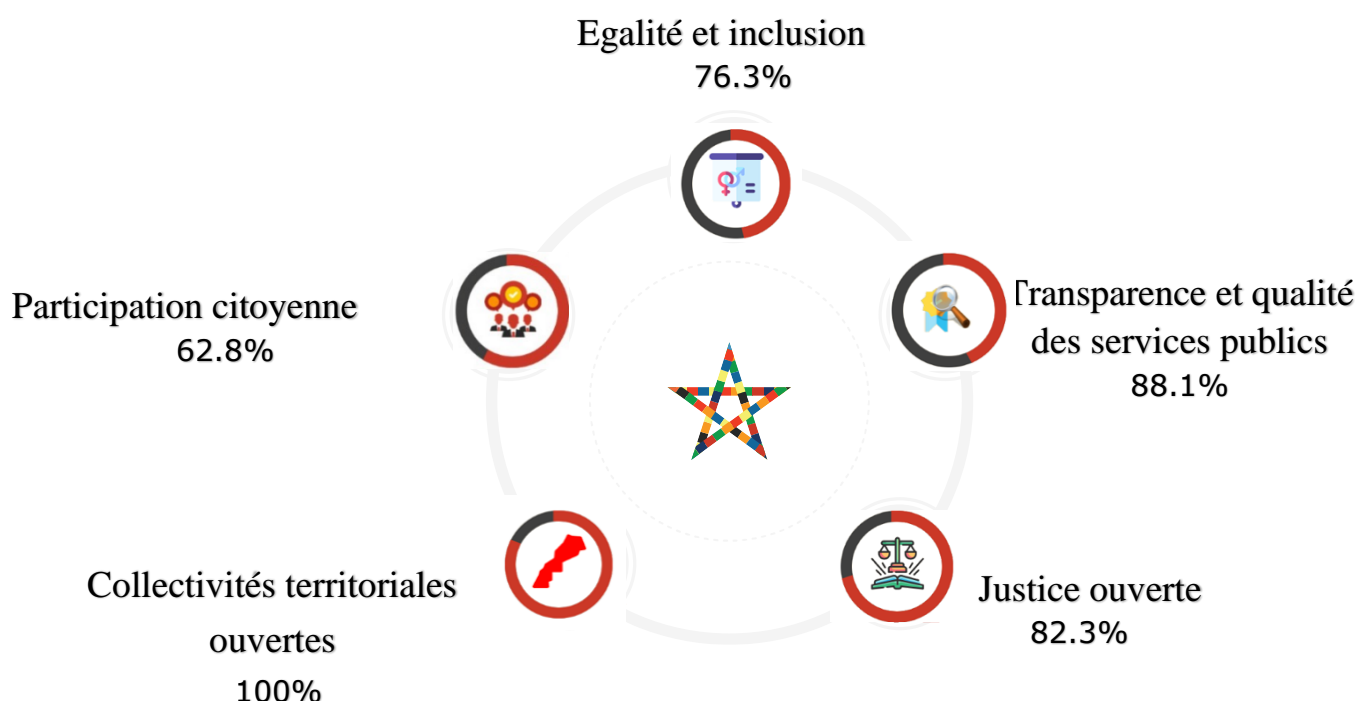 Egalité et inclusion
76.3%
Participation citoyenne
62.8%
Transparence et qualité
des services publics
88.1%
Collectivités territoriales
ouvertes
100%
Justice ouverte
82.3%